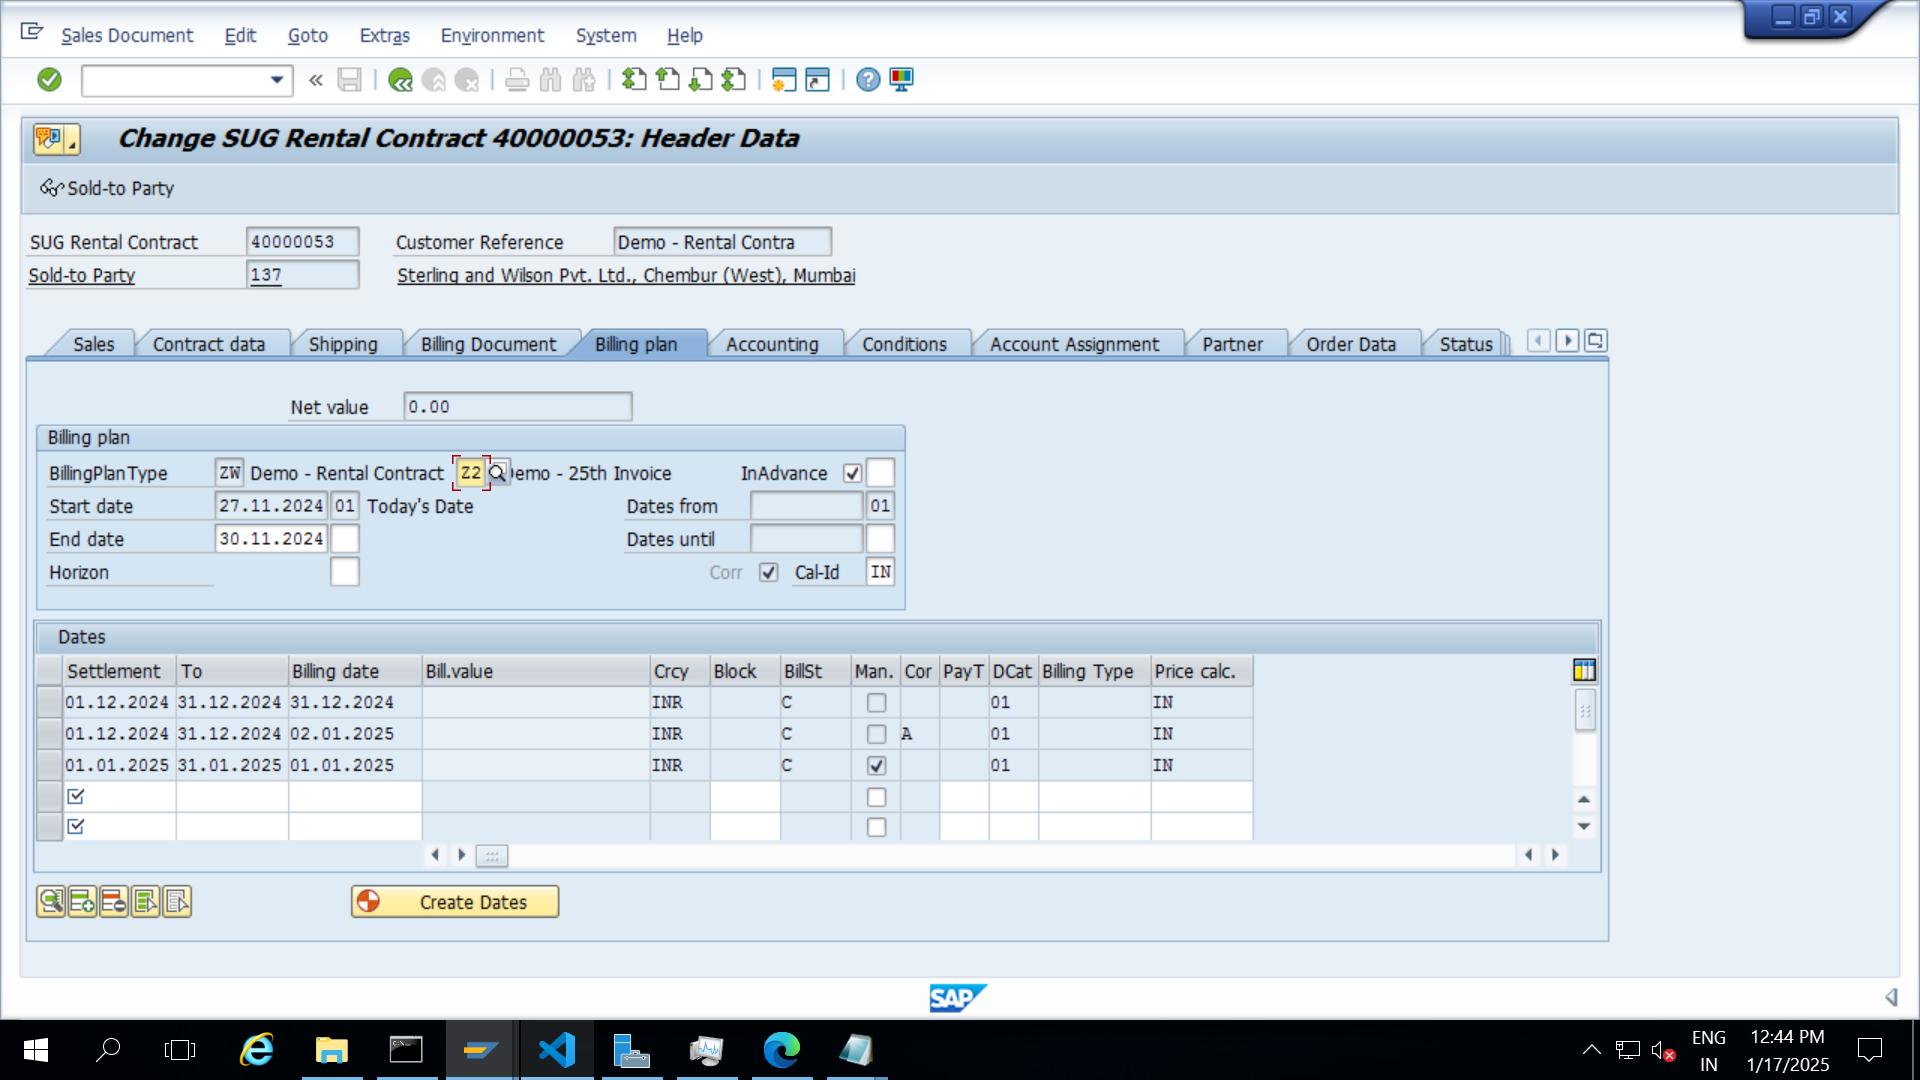 Sales Document Edit Goto Extras Environment System Help
Change SUG Rental Contract 40000053: Header Data
Sold-to Party
SUG Rental Contract 40000053 Customer Reference Demo - Rental Contra
Sold-to Party 137 Sterling and Wilson Pvt. Ltd., Chembur (West), Mumbai
Sales Contract data Shipping Billing Document Billing plan Accounting Conditions Account Assignment Partner Order Data Status
Net value 0.00
Billing plan
BillingPlanType ZW Demo - Rental Contract Z2 emo - 25th Invoice InAdvance
Start date 27.11.2024 01 Today's Date Dates from 01
End date 30.11.2024 Dates until
Horizon Corr Cal-Id IN
Dates
Settlement To Billing date Bill.value Crcy Block BillSt Man. Cor PayT DCat Billing Type Price calc.
01.12.2024 31.12.2024 31.12.2024 INR C 01 IN
01.12.2024 31.12.2024 02.01.2025 INR C A 01 IN
01.01.2025 31.01.2025 01.01.2025 INR C 01 IN
Create Dates
SAP
ENG 12:44 PM
IN 1/17/2025